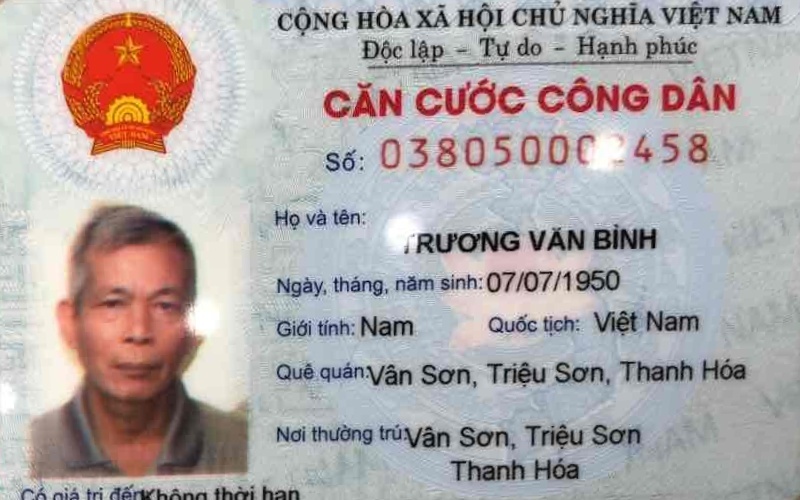 CỘNG HÒA XÃ HỘI CHỦ NGHĨA VIỆT NAM
Độc lập - Tự do - Hạnh phúc
CĂN CƯỚC CÔNG DÂN
Số:
Họ và tên:
TRƯƠNG VĂN BÌNH
Ngày, tháng, năm sinh: 07/07/1950
Giới tính: Nam Quốc tịch: Việt Nam
Quê quán: Vân Sơn, Triệu Sơn, Thanh Hóa
Nơi thường trú: Vân Sơn, Triệu Sơn
Thanh Hóa
Có giá trị đến: Không thời hạn